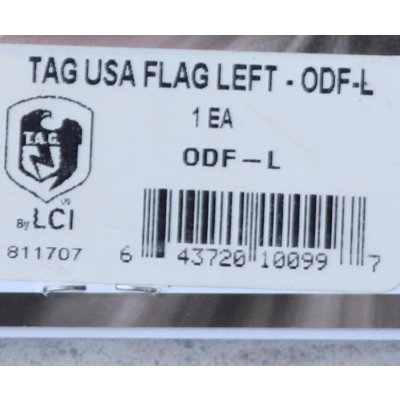 TAG USA FLAG LEFT - ODF-L
1 EA
ODF-L
T.A.G.
®
By LCI
811707
6 43720 10099 7